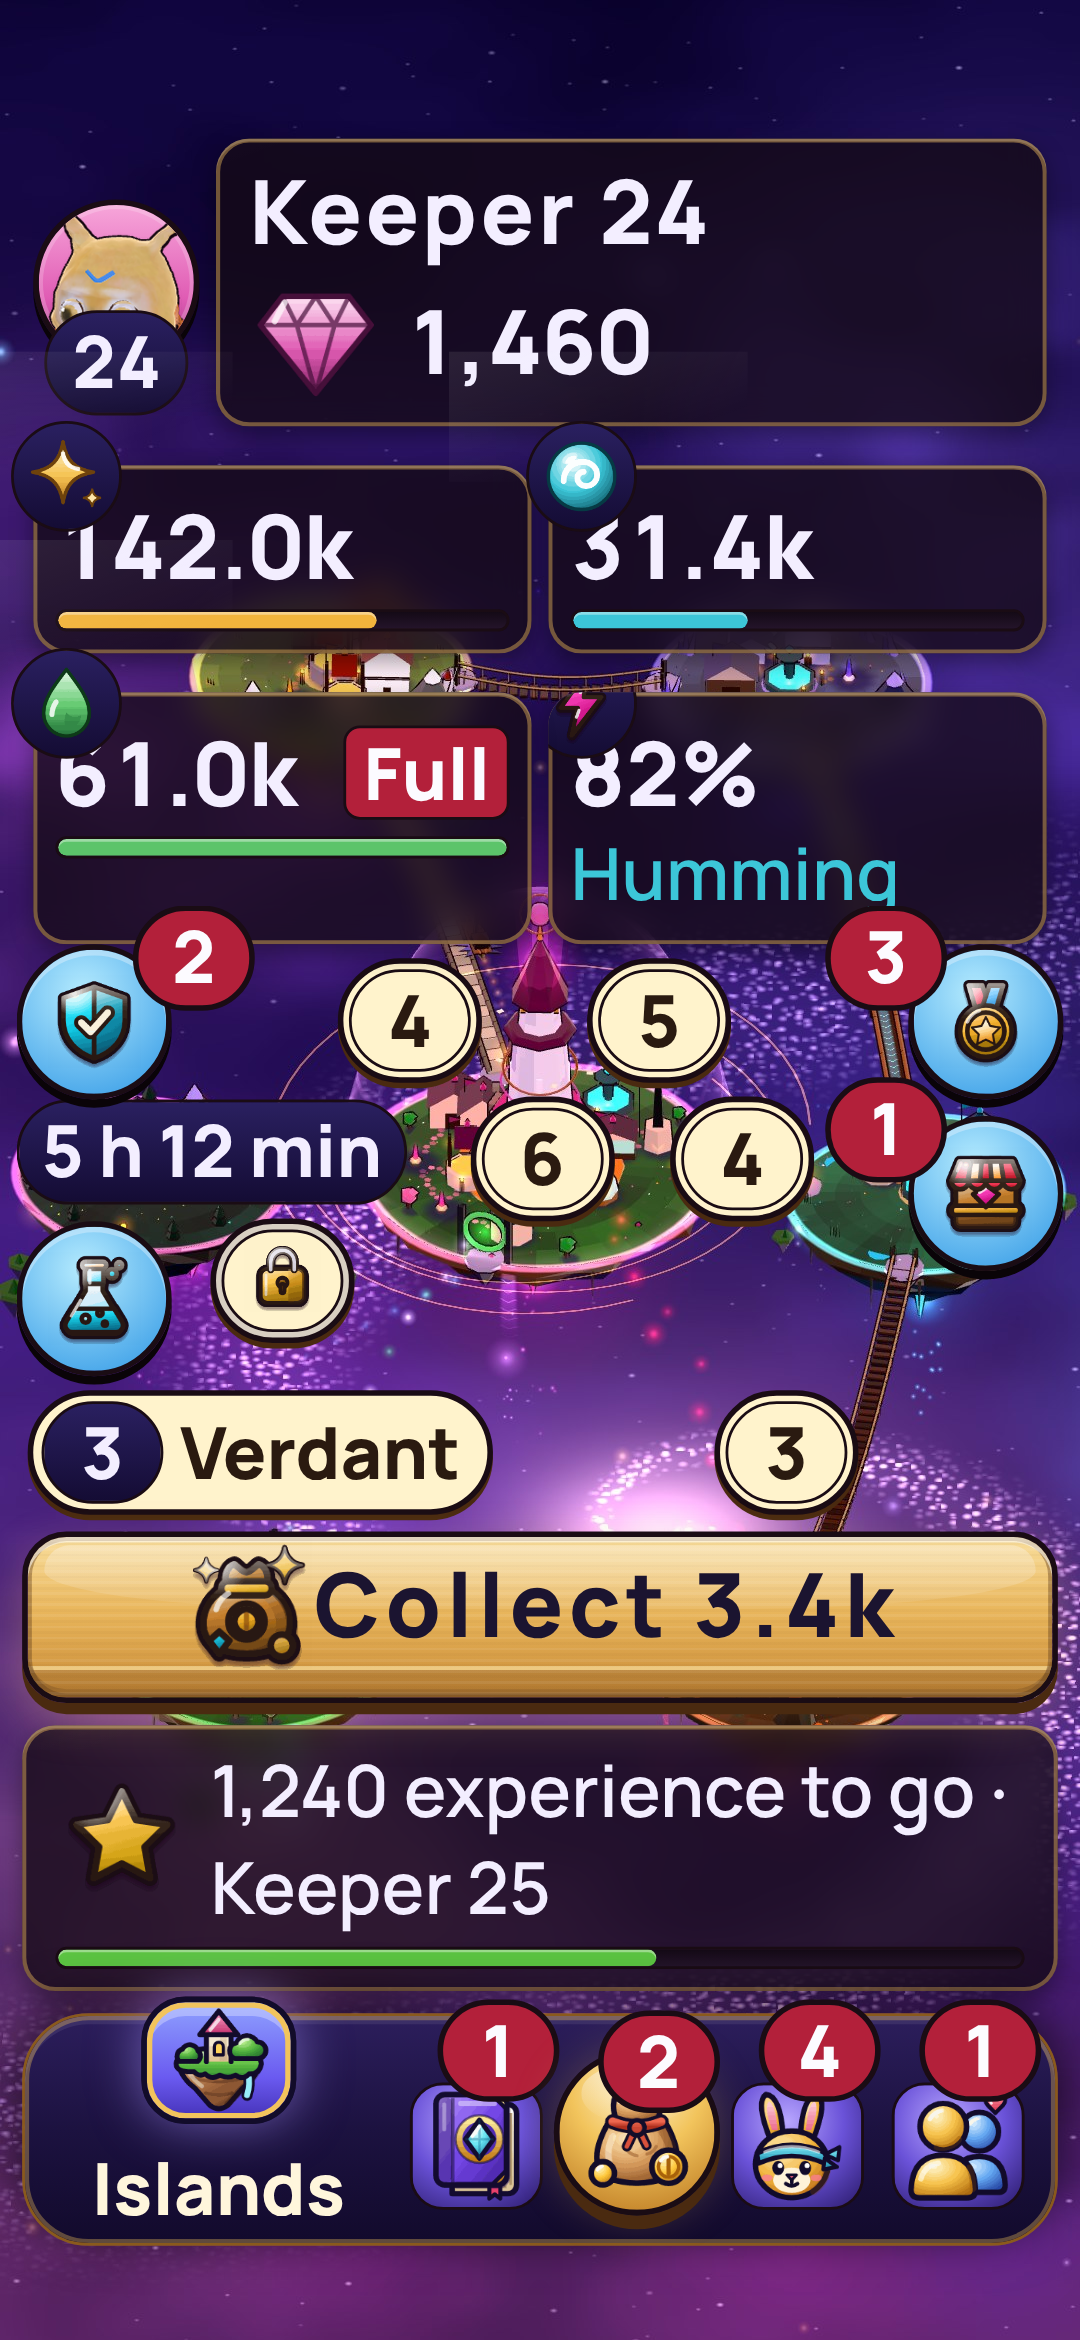 Keeper 24
1,460
24
142.0k
31.4k
61.0k
Full
82%
Humming
2
3
4
5
5 h 12 min
6
4
1
3 Verdant
3
Collect 3.4k
1,240 experience to go ·
Keeper 25
Islands
1
2
4
1